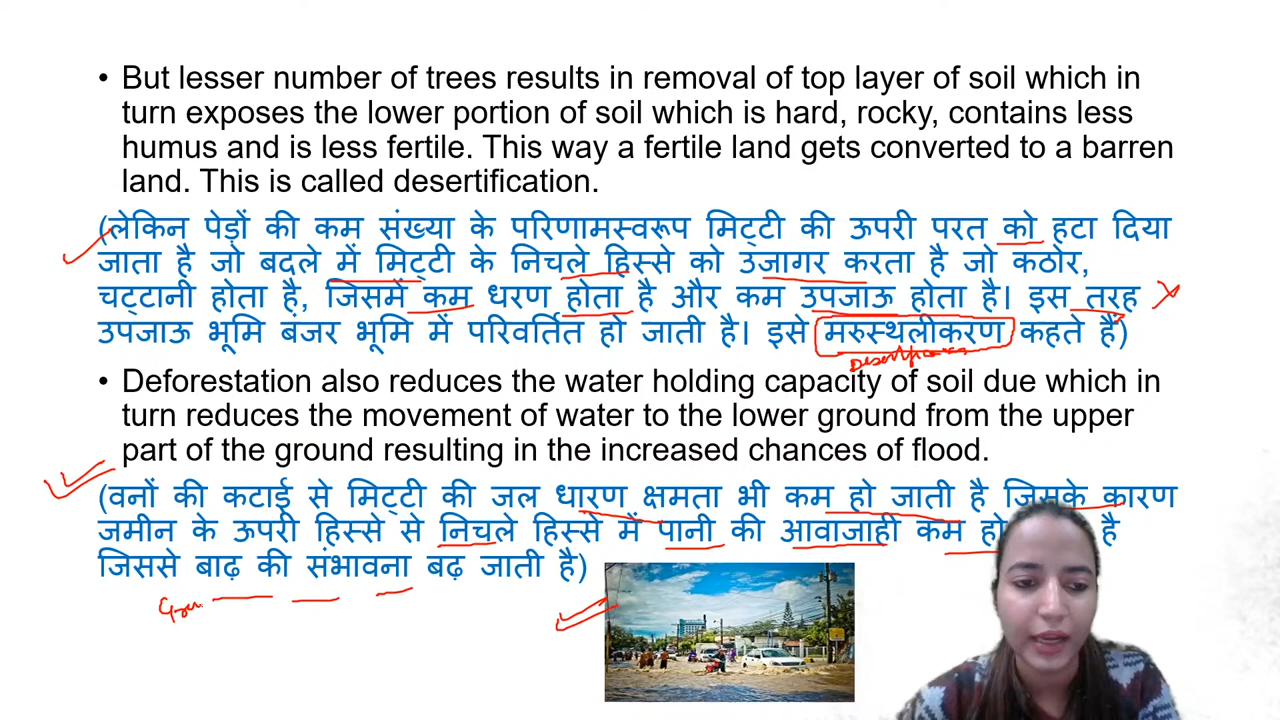 • But lesser number of trees results in removal of top layer of soil which in
turn exposes the lower portion of soil which is hard, rocky, contains less
humus and is less fertile. This way a fertile land gets converted to a barren
land. This is called desertification.
(लेकिन पेड़ों की कम संख्या के परिणामस्वरूप मिट्टी की ऊपरी परत को हटा दिया
जाता है जो बदले में मिट्टी के निचले हिस्से को उजागर करता है जो कठोर,
चट्टानी होता है, जिसमें कम धरण होता है और कम उपजाऊ होता है। इस तरह
उपजाऊ भूमि बंजर भूमि में परिवर्तित हो जाती है। इसे मरुस्थलीकरण कहते हैं)
• Deforestation also reduces the water holding capacity of soil due which in
turn reduces the movement of water to the lower ground from the upper
part of the ground resulting in the increased chances of flood.
(वनों की कटाई से मिट्टी की जल धारण क्षमता भी कम हो जाती है जिसके कारण
जमीन के ऊपरी हिस्से से निचले हिस्से में पानी की आवाजाही कम हो है
जिससे बाढ़ की संभावना बढ़ जाती है)